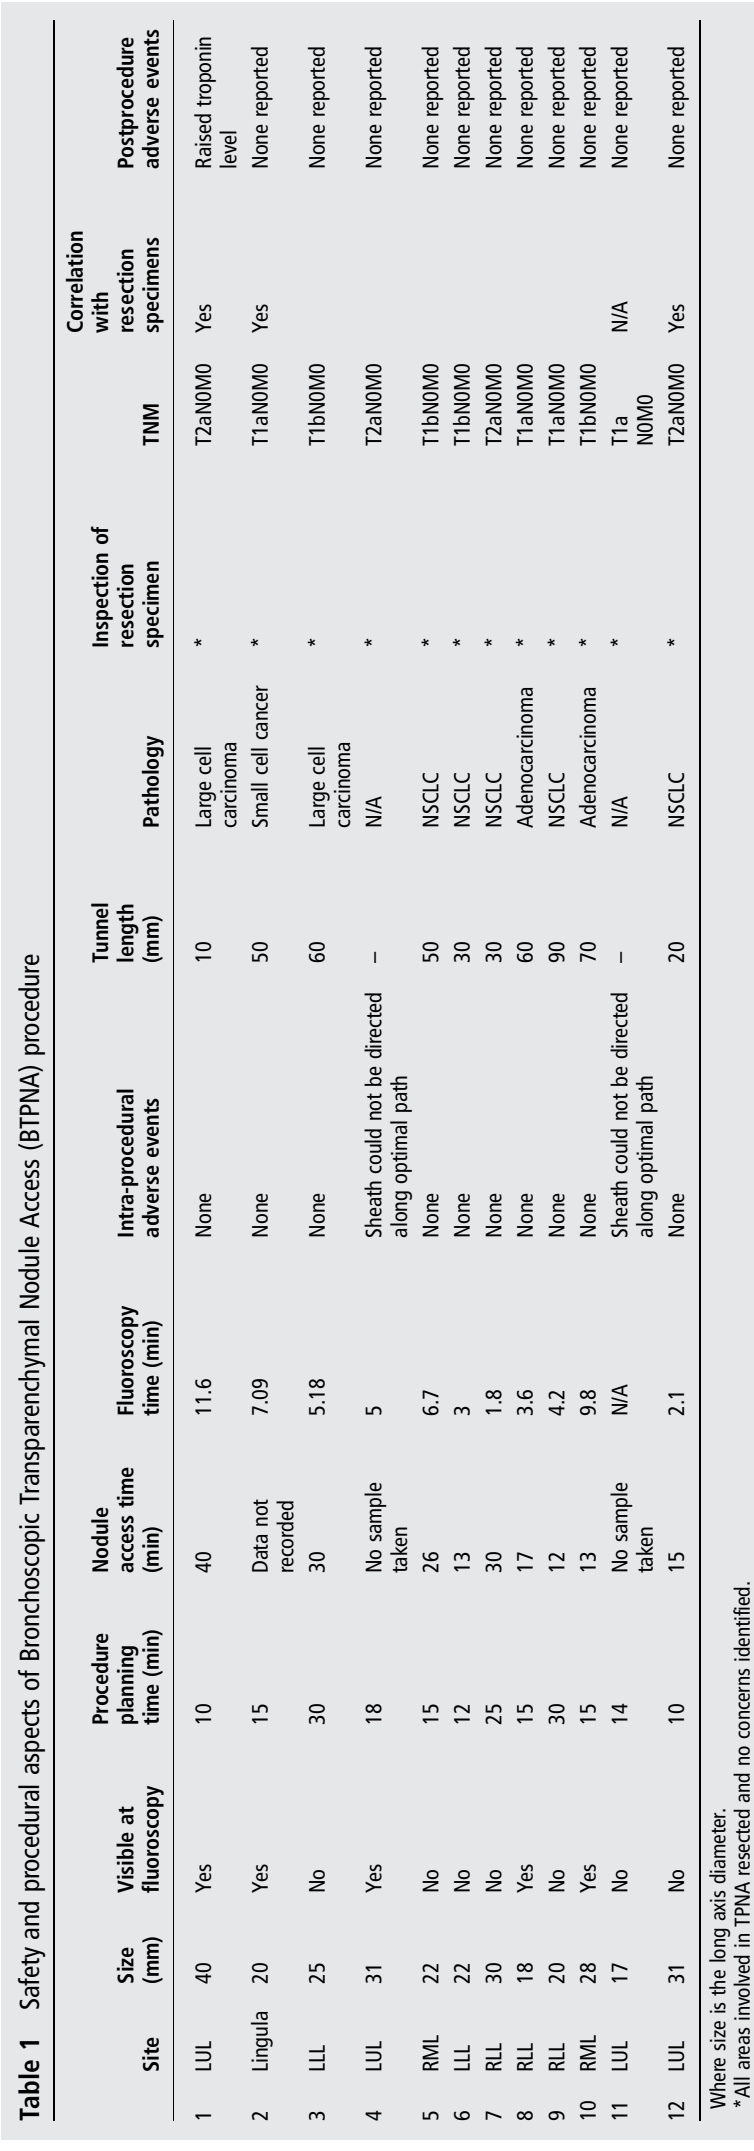 Table 1 Safety and procedural aspects of Bronchoscopic Transparenchymal Nodule Access (BTPNA) procedure
Site Size (mm) Visible at fluoroscopy Procedure planning time (min) Nodule access time (min) Fluoroscopy time (min) Intra-procedural adverse events Tunnel length (mm) Pathology Inspection of resection specimen TNM Correlation with resection specimens Postprocedure adverse events
1 LUL 40 Yes 10 40 11.6 None 10 Large cell carcinoma * T2aN0M0 Yes Raised troponin level
2 Lingula 20 Yes 15 Data not recorded 7.09 None 50 Small cell cancer * T1aN0M0 Yes None reported
3 LLL 25 No 30 30 5.18 None 60 Large cell carcinoma * T1bN0M0 None reported
4 LUL 31 Yes 18 No sample taken 5 Sheath could not be directed along optimal path – N/A * T2aN0M0 None reported
5 RML 22 No 15 26 6.7 None 50 NSCLC * T1bN0M0 None reported
6 LLL 22 No 12 13 3 None 30 NSCLC * T1bN0M0 None reported
7 RLL 30 No 25 30 1.8 None 30 NSCLC * T2aN0M0 None reported
8 RLL 18 Yes 15 17 3.6 None 60 Adenocarcinoma * T1aN0M0 None reported
9 RLL 20 No 30 12 4.2 None 90 NSCLC * T1aN0M0 None reported
10 RML 28 Yes 15 13 9.8 None 70 Adenocarcinoma * T1bN0M0 None reported
11 LUL 17 No 14 No sample taken N/A Sheath could not be directed along optimal path – N/A * T1a N0M0 N/A None reported
12 LUL 31 No 10 15 2.1 None 20 NSCLC * T2aN0M0 Yes None reported
Where size is the long axis diameter.
*All areas involved in TPNA resected and no concerns identified.